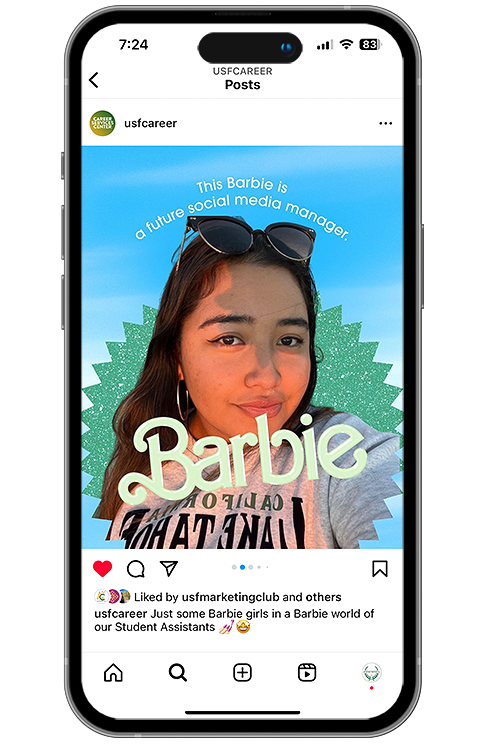 7:24
83
USFCAREER
Posts
CAREER
SERVICES
CENTER
usfcareer
This Barbie is
a future social media manager.
Barbie
CALIFORNIA
LAKE TAHOE
Liked by usfmarketingclub and others
usfcareer Just some Barbie girls in a Barbie world of
our Student Assistants 💅🤩